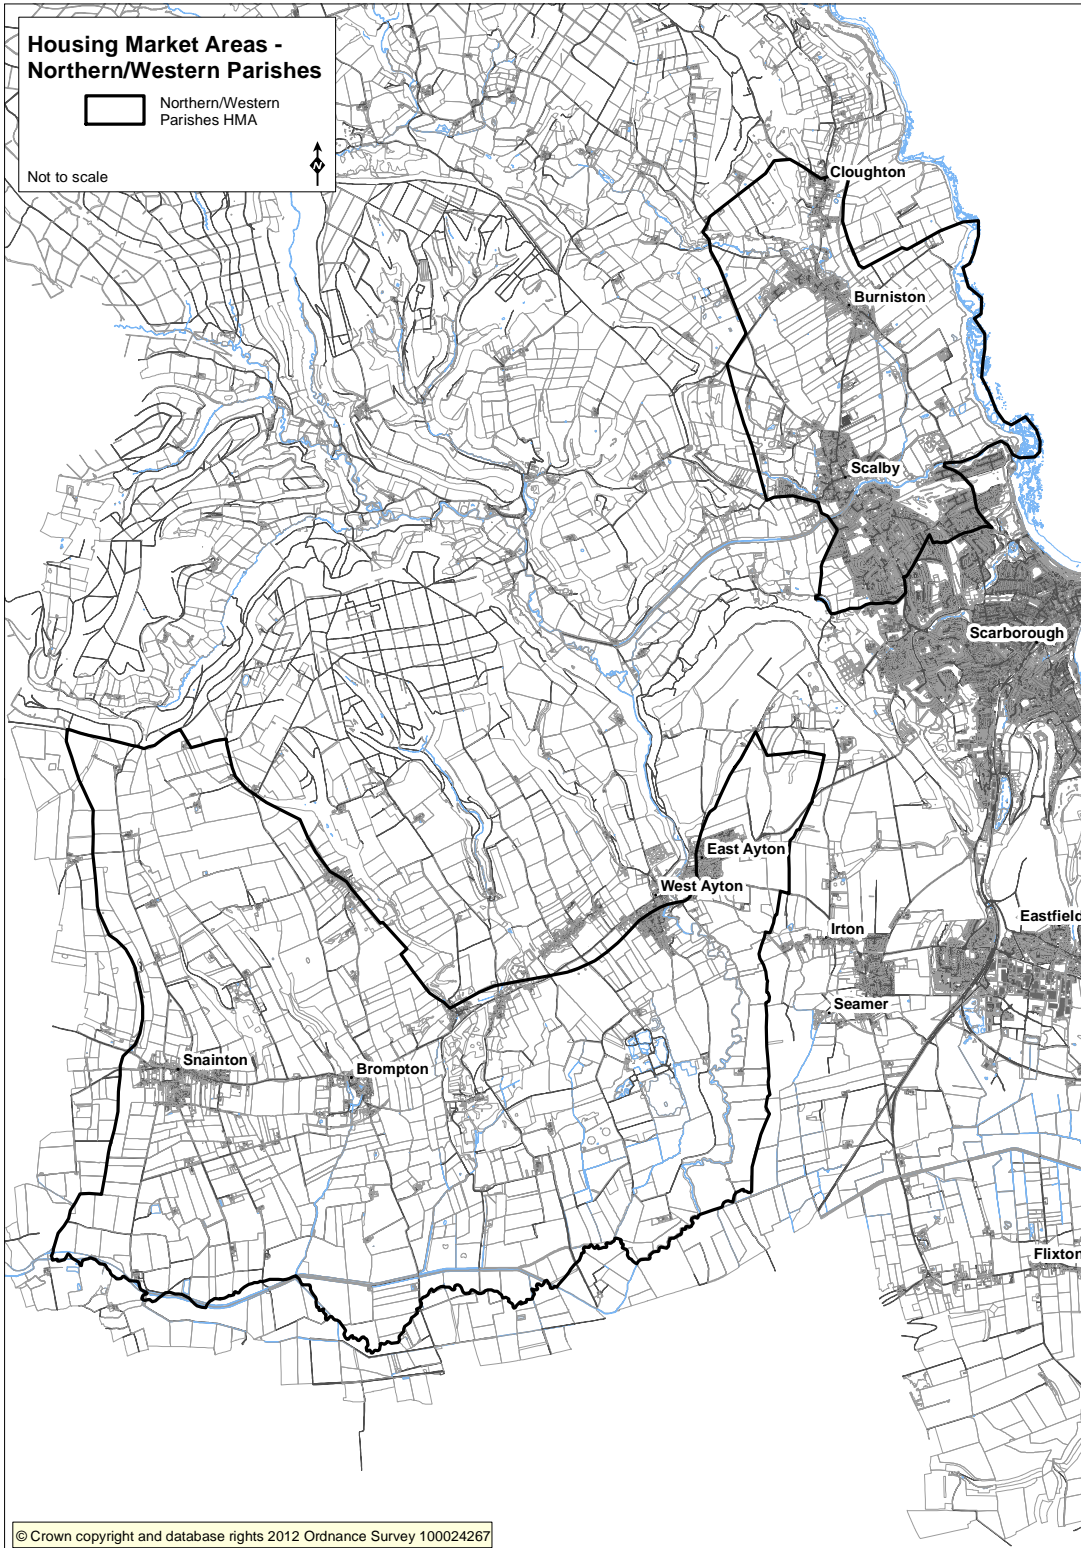 Housing Market Areas -
Northern/Western Parishes
Northern/Western
Parishes HMA
N
Not to scale
Cloughton
Burniston
Scalby
Scarborough
East Ayton
West Ayton
Irton
Eastfield
Seamer
Snainton
Brompton
Flixton
© Crown copyright and database rights 2012 Ordnance Survey 100024267